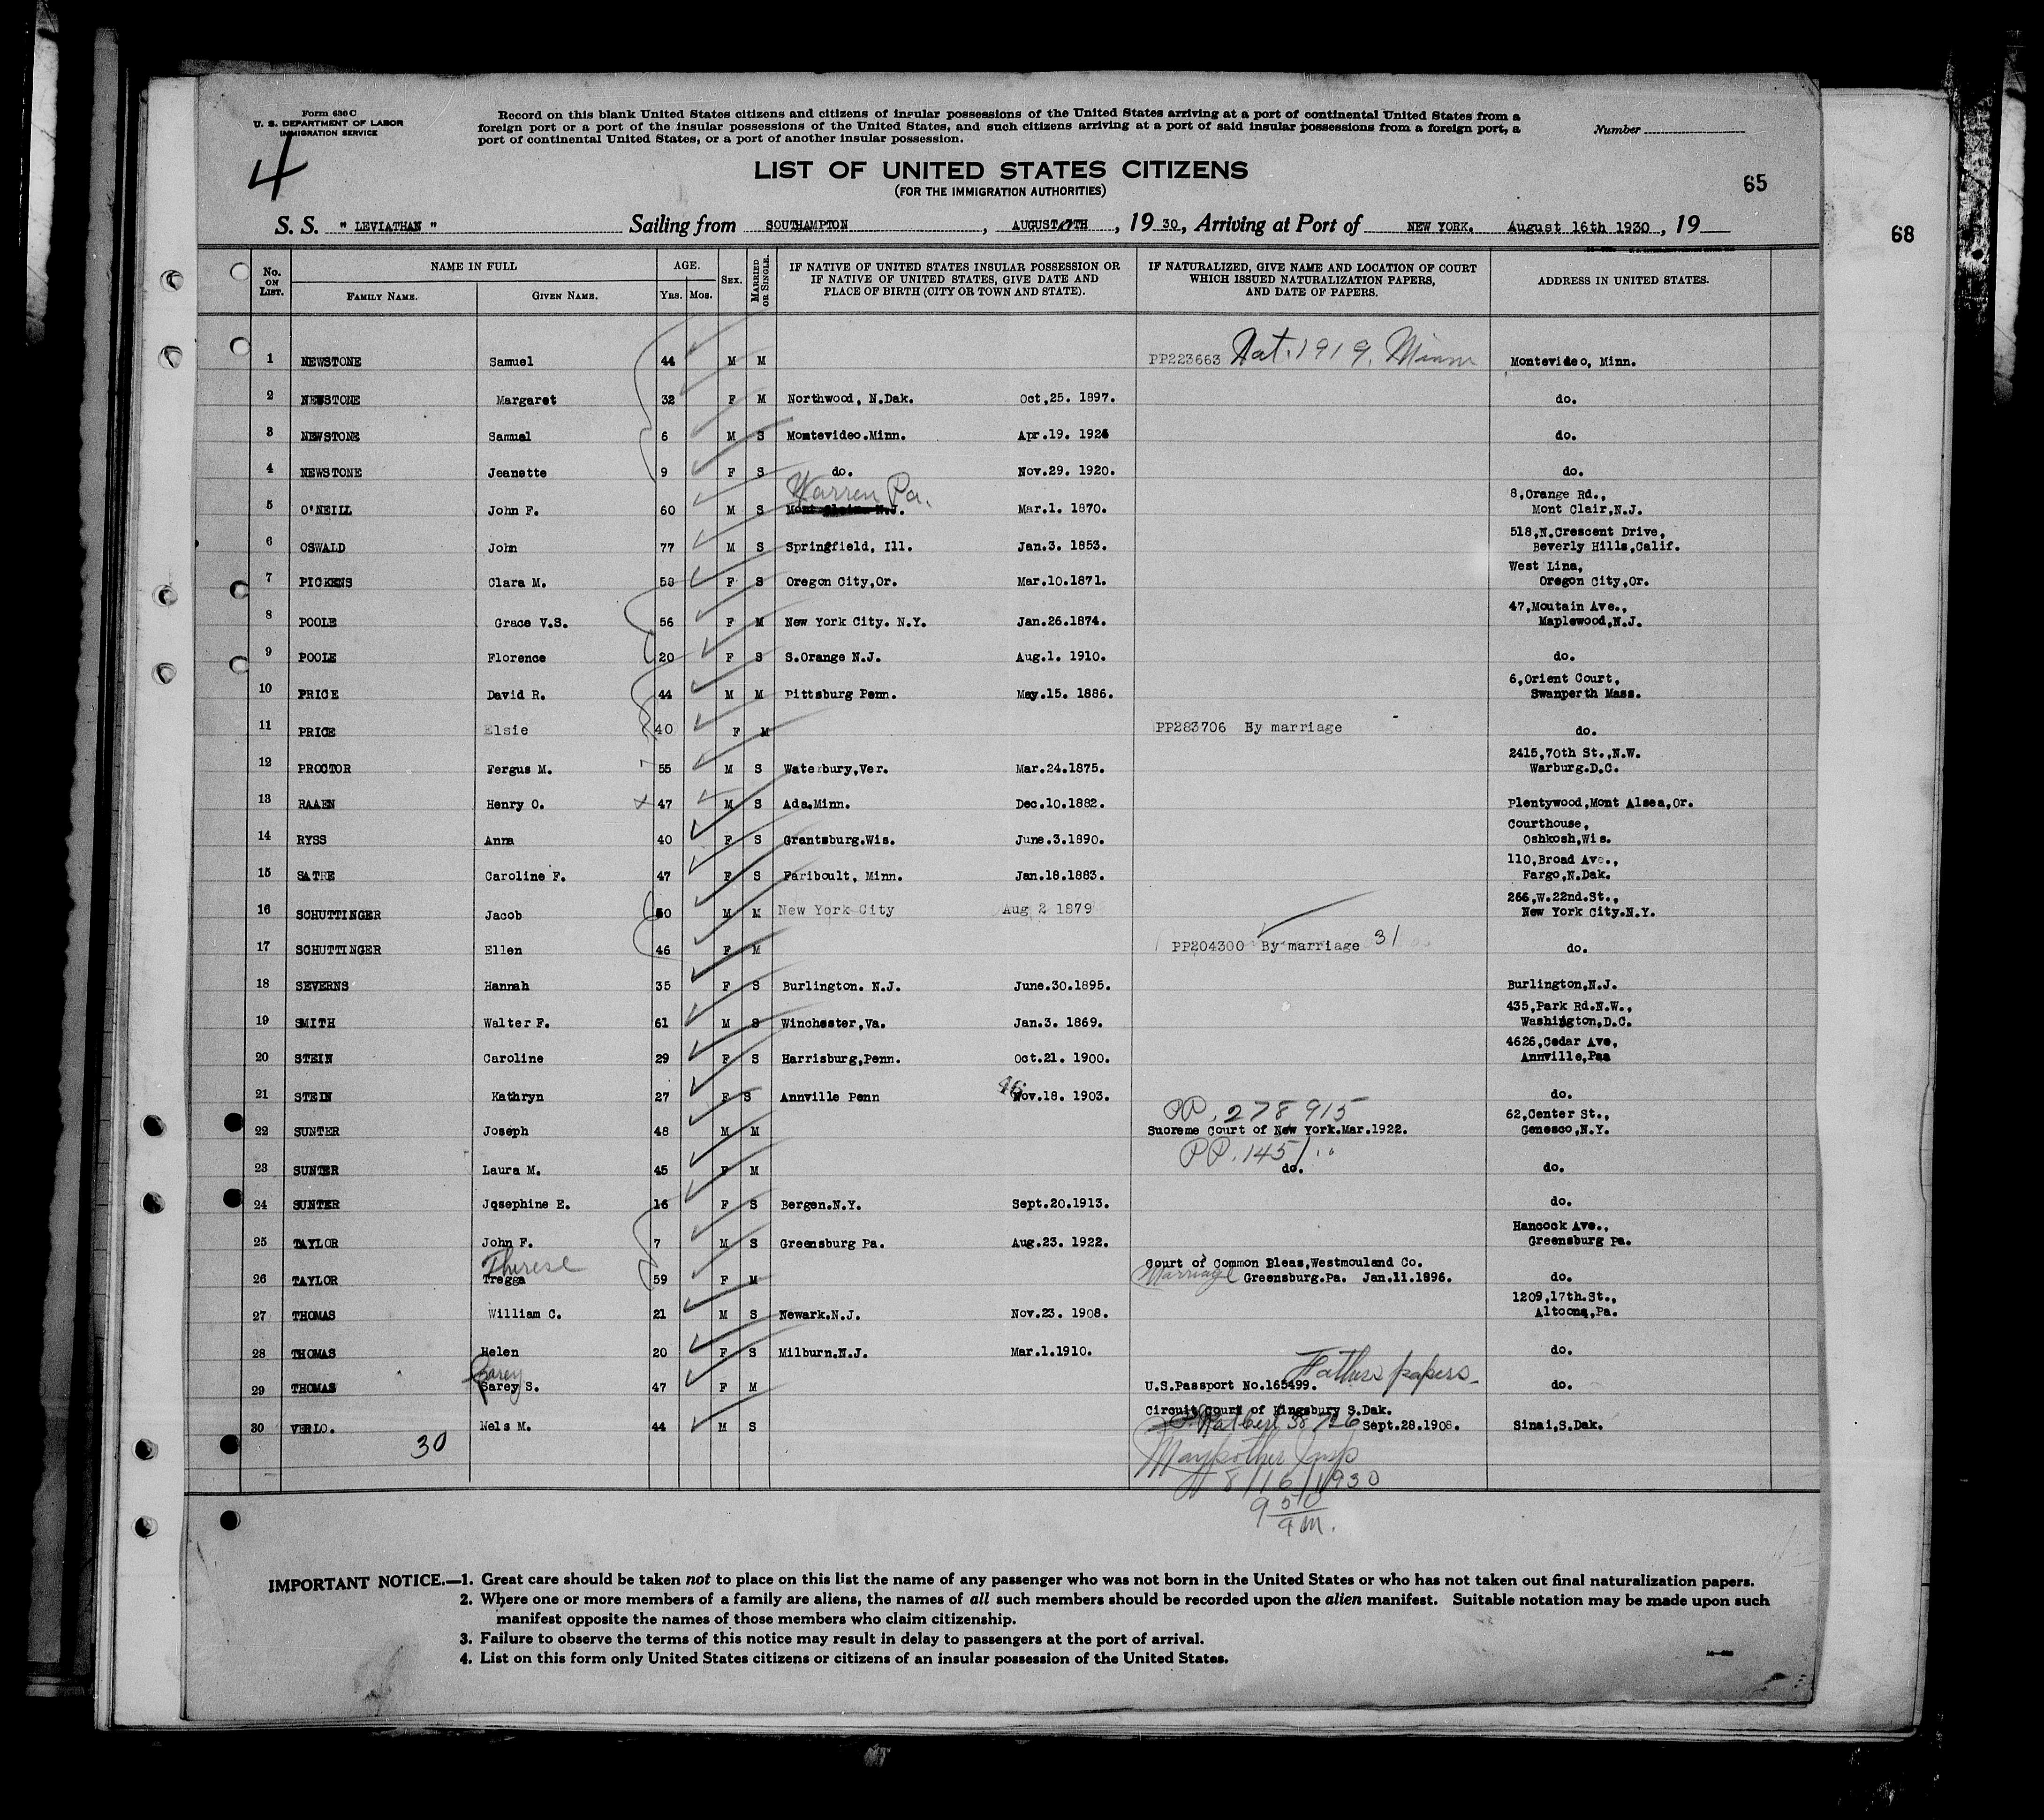 Form 630 C
U. S. DEPARTMENT OF LABOR
IMMIGRATION SERVICE
4
Record on this blank United States citizens and citizens of insular possessions of the United States arriving at a port of continental United States from a
foreign port or a port of the insular possessions of the United States, and such citizens arriving at a port of said insular possessions from a foreign port, a
port of continental United States, or a port of another insular possession.
Number
LIST OF UNITED STATES CITIZENS
(FOR THE IMMIGRATION AUTHORITIES)
65
68
S. S. " LEVIATHAN " Sailing from SOUTHAMPTON , AUGUST 7TH , 19 30, Arriving at Port of NEW YORK. August 16th 1930 , 19
No. ON LIST. NAME IN FULL AGE. SEX. MARRIED OR SINGLE. IF NATIVE OF UNITED STATES INSULAR POSSESSION OR IF NATIVE OF UNITED STATES, GIVE DATE AND PLACE OF BIRTH (CITY OR TOWN AND STATE). IF NATURALIZED, GIVE NAME AND LOCATION OF COURT WHICH ISSUED NATURALIZATION PAPERS, AND DATE OF PAPERS. ADDRESS IN UNITED STATES.
FAMILY NAME. GIVEN NAME. YRS. MOS.
1 NEWSTONE Samuel 44 M M PP223663 Nat. 1919. Minn Montevideo, Minn.
2 NEWSTONE Margaret 32 F M Northwood, N.Dak. Oct,25. 1897. do.
3 NEWSTONE Samual 6 M S Montevideo.Minn. Apr.19. 1924 do.
4 NEWSTONE Jeanette 9 F S do. Nov.29. 1920. do.
Warren Pa. 8,Orange Rd.,
5 O'NEILL John F. 60 M S Mont Clair N.J. Mar.1. 1870. Mont Clair,N.J.
518,N.Crescent Drive,
6 OSWALD John 77 M S Springfield, Ill. Jan.3. 1853. Beverly Hills,Calif.
West Lina,
7 PICKENS Clara M. 58 F S Oregon City,Or. Mar.10.1871. Oregon City,Or.
47,Moutain Ave.,
8 POOLE Grace V.S. 56 F M New York City. N.Y. Jan.26.1874. Maplewood,N.J.
9 POOLE Florence 20 F S S.Orange N.J. Aug.1. 1910. do.
6,Orient Court,
10 PRICE David R. 44 M M Pittsburg Penn. May.15. 1886. Swanperth Mass.
11 PRICE Elsie 40 F M PP283706 By marriage do.
2415,70th St.,N.W.
12 PROCTOR Fergus M. 55 M S Waterbury,Ver. Mar.24.1875. Warburg.D.C.
13 RAAEN Henry O. 47 M S Ada.Minn. Dec.10.1882. Plentywood,Mont Alsea,Or.
Courthouse,
14 RYSS Anna 40 F S Grantsburg.Wis. June.3.1890. Oshkosh,Wis.
110,Broad Ave.,
15 SATRE Caroline F. 47 F S Fariboult, Minn. Jan.18.1883. Fargo,N.Dak.
266,W.22nd.St.,
16 SCHUTTINGER Jacob 50 M M New York City Aug 2 1879 New York City.N.Y.
17 SCHUTTINGER Ellen 46 F M PP204300 By marriage 31 do.
18 SEVERNS Hannah 35 F S Burlington. N.J. June.30.1895. Burlington,N.J.
435,Park Rd.N.W.,
19 SMITH Walter F. 61 M S Winchester,Va. Jan.3. 1869. Washington,D.C.
4626,Cedar Ave,
20 STEIN Caroline 29 F S Harrisburg,Penn. Oct.21. 1900. Annville,Paa
21 STEIN Kathryn 27 F S Annville Penn Nov.18. 1903. do.
PP. 278915 62,Center St.,
22 SUNTER Joseph 48 M M Suoreme Court of New York.Mar.1922. Genesco,N.Y.
PP. 1451 "
23 SUNTER Laura M. 45 F M do. do.
24 SUNTER Josephine E. 16 F S Bergen.N.Y. Sept.20.1913. do.
Hancock Ave.,
25 TAYLOR John F. 7 M S Greensburg Pa. Aug.23. 1922. Greensburg Pa.
Therese Court of Common Bleas,Westmouland Co.
26 TAYLOR Tregga 59 F M Marriage Greensburg.Pa. Jan.11.1896. do.
1209,17th.St.,
27 THOMAS William C. 21 M S Newark.N.J. Nov.23. 1908. Altoona,Pa.
28 THOMAS Helen 20 F S Milburn.N.J. Mar.1.1910. do.
Fathers papers
29 THOMAS Sarey S. 47 F M U.S.Passport No.165499. do.
Circuit Court of Kingsbury S.Dak.
30 VERLO. Nels M. 44 M S Sept.28.1908. Sinai,S.Dak.
30
Insp
8/16/1930
9 50
am.
IMPORTANT NOTICE.—1. Great care should be taken not to place on this list the name of any passenger who was not born in the United States or who has not taken out final naturalization papers.
2. Where one or more members of a family are aliens, the names of all such members should be recorded upon the alien manifest. Suitable notation may be made upon such
manifest opposite the names of those members who claim citizenship.
3. Failure to observe the terms of this notice may result in delay to passengers at the port of arrival.
4. List on this form only United States citizens or citizens of an insular possession of the United States.